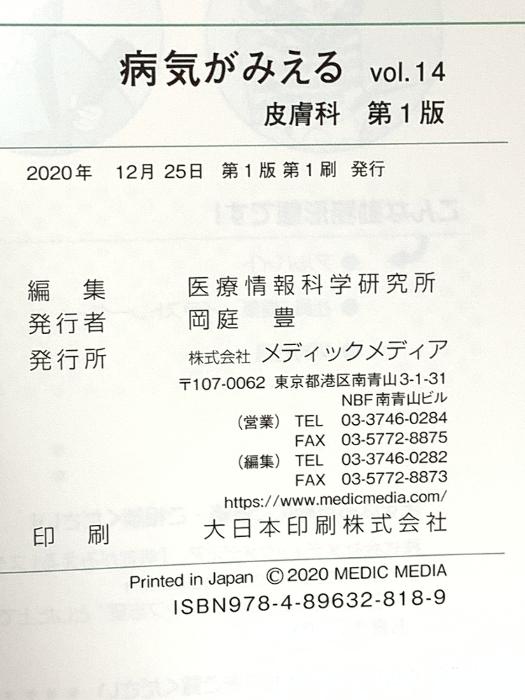 病気がみえる vol.14
皮膚科 第1版
2020年 12月 25日 第1版 第1刷 発行
編 集 医療情報科学研究所
発行者 岡庭 豊
発行所 株式会社 メディックメディア
〒107-0062 東京都港区南青山3-1-31
NBF南青山ビル
(営業) TEL 03-3746-0284
FAX 03-5772-8875
(編集) TEL 03-3746-0282
FAX 03-5772-8873
https://www.medicmedia.com/
印 刷 大日本印刷株式会社
Printed in Japan ©2020 MEDIC MEDIA
ISBN978-4-89632-818-9